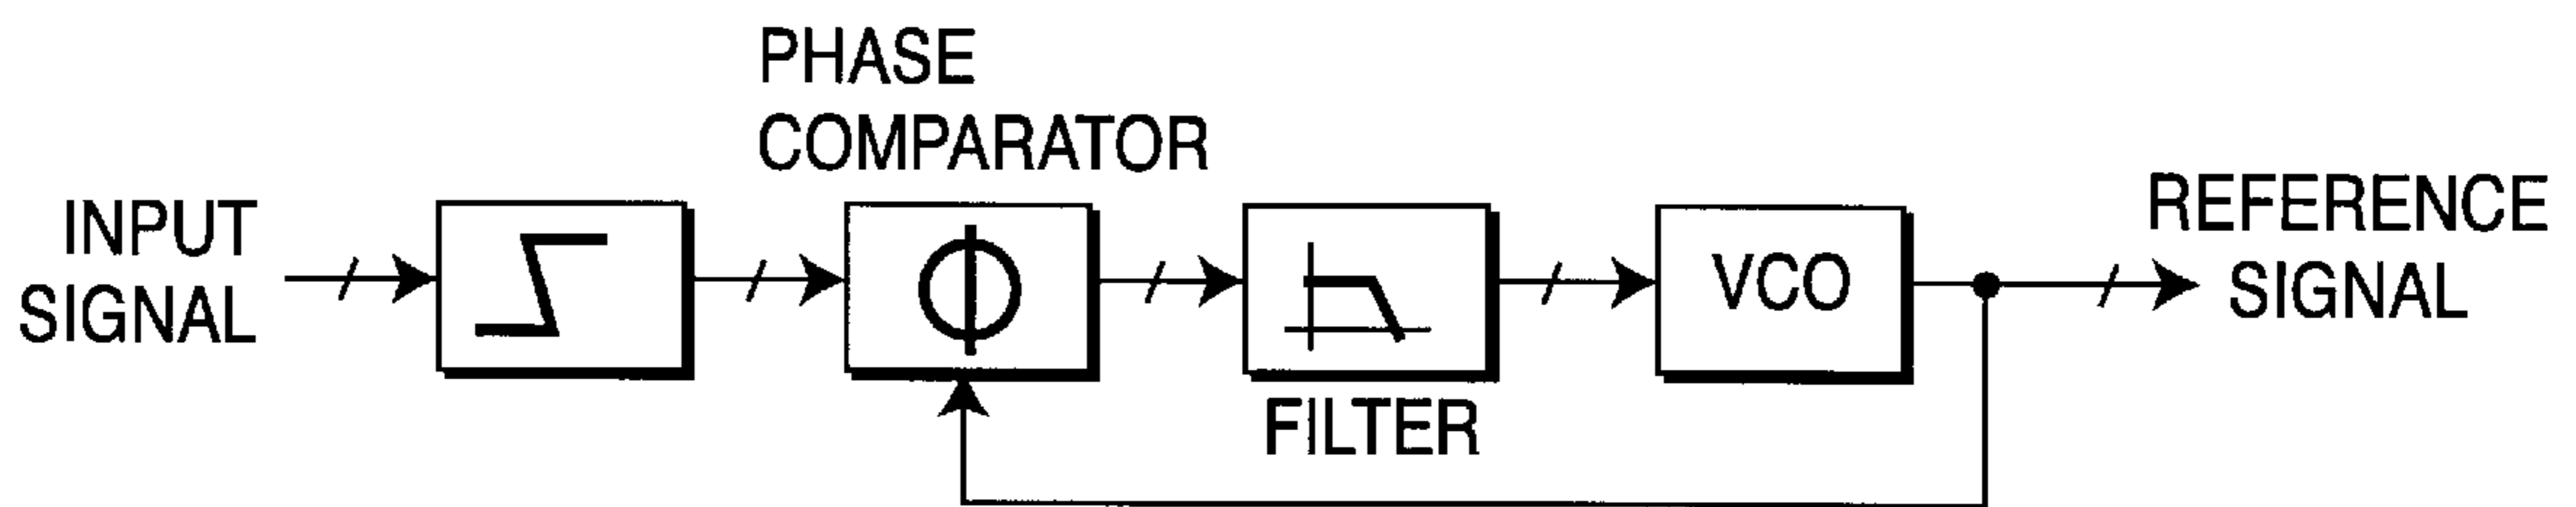 PHASE
COMPARATOR
INPUT
SIGNAL
Φ
VCO
REFERENCE
SIGNAL
FILTER